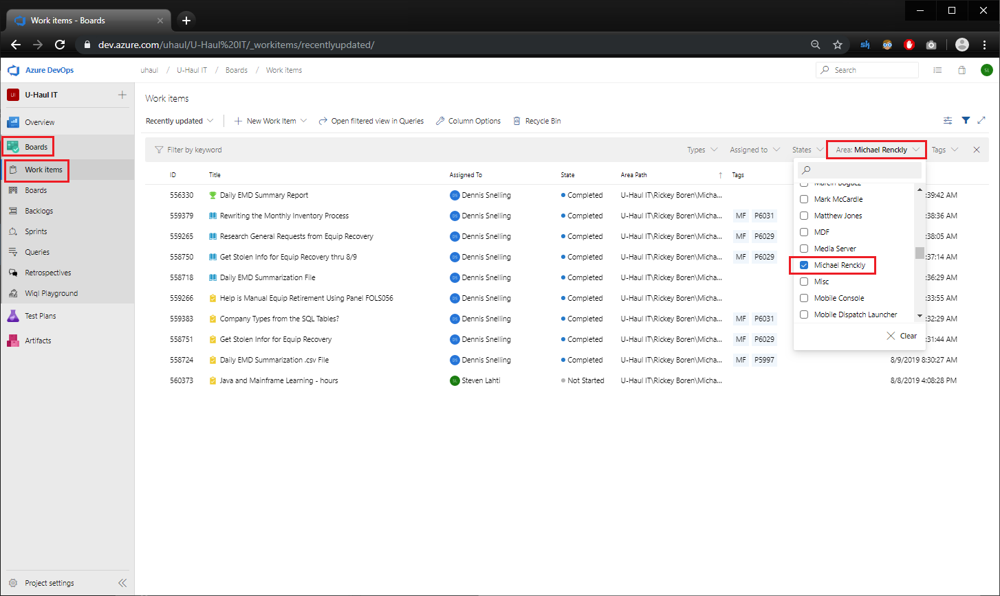 Work items - Boards
dev.azure.com/uhaul/U-Haul%20IT/_workitems/recentlyupdated/
sh
Azure DevOps
uhaul / U-Haul IT / Boards / Work items
Search
SL
UI U-Haul IT
Work items
Overview
Recently updated New Work Item Open filtered view in Queries Column Options Recycle Bin
Boards
Filter by keyword Types Assigned to States Area: Michael Renckly Tags
Work items
ID Title Assigned To State Area Path Tags
Boards
Backlogs
Sprints
Queries
Retrospectives
Wiql Playground
Test Plans
Artifacts
556330 Daily EMD Summary Report DS Dennis Snelling Completed U-Haul IT\Rickey Boren\Micha... :39:42 AM
559379 Rewriting the Monthly Inventory Process DS Dennis Snelling Completed U-Haul IT\Rickey Boren\Micha... MF P6031 :38:36 AM
559265 Research General Requests from Equip Recovery DS Dennis Snelling Completed U-Haul IT\Rickey Boren\Micha... MF P6029 :38:05 AM
558750 Get Stolen Info for Equip Recovery thru 8/9 DS Dennis Snelling Completed U-Haul IT\Rickey Boren\Micha... MF P6029 :37:14 AM
558718 Daily EMD Summarization File DS Dennis Snelling Completed U-Haul IT\Rickey Boren\Micha... :36:29 AM
559266 Help is Manual Equip Retirement Using Panel FOLS056 DS Dennis Snelling Completed U-Haul IT\Rickey Boren\Micha... :33:55 AM
559383 Company Types from the SQL Tables? DS Dennis Snelling Completed U-Haul IT\Rickey Boren\Micha... MF P6031 :32:29 AM
558751 Get Stolen Infor for Equip Recovery DS Dennis Snelling Completed U-Haul IT\Rickey Boren\Micha... MF P6029 :31:44 AM
558724 Daily EMD Summarization .csv File DS Dennis Snelling Completed U-Haul IT\Rickey Boren\Micha... MF P5997 8/9/2019 8:30:27 AM
560373 Java and Mainframe Learning - hours SL Steven Lahti Not Started U-Haul IT\Rickey Boren\Micha... 8/8/2019 4:08:28 PM
Mark McCardle
Matthew Jones
MDF
Media Server
Michael Renckly
Misc
Mobile Console
Mobile Dispatch Launcher
Clear
Project settings